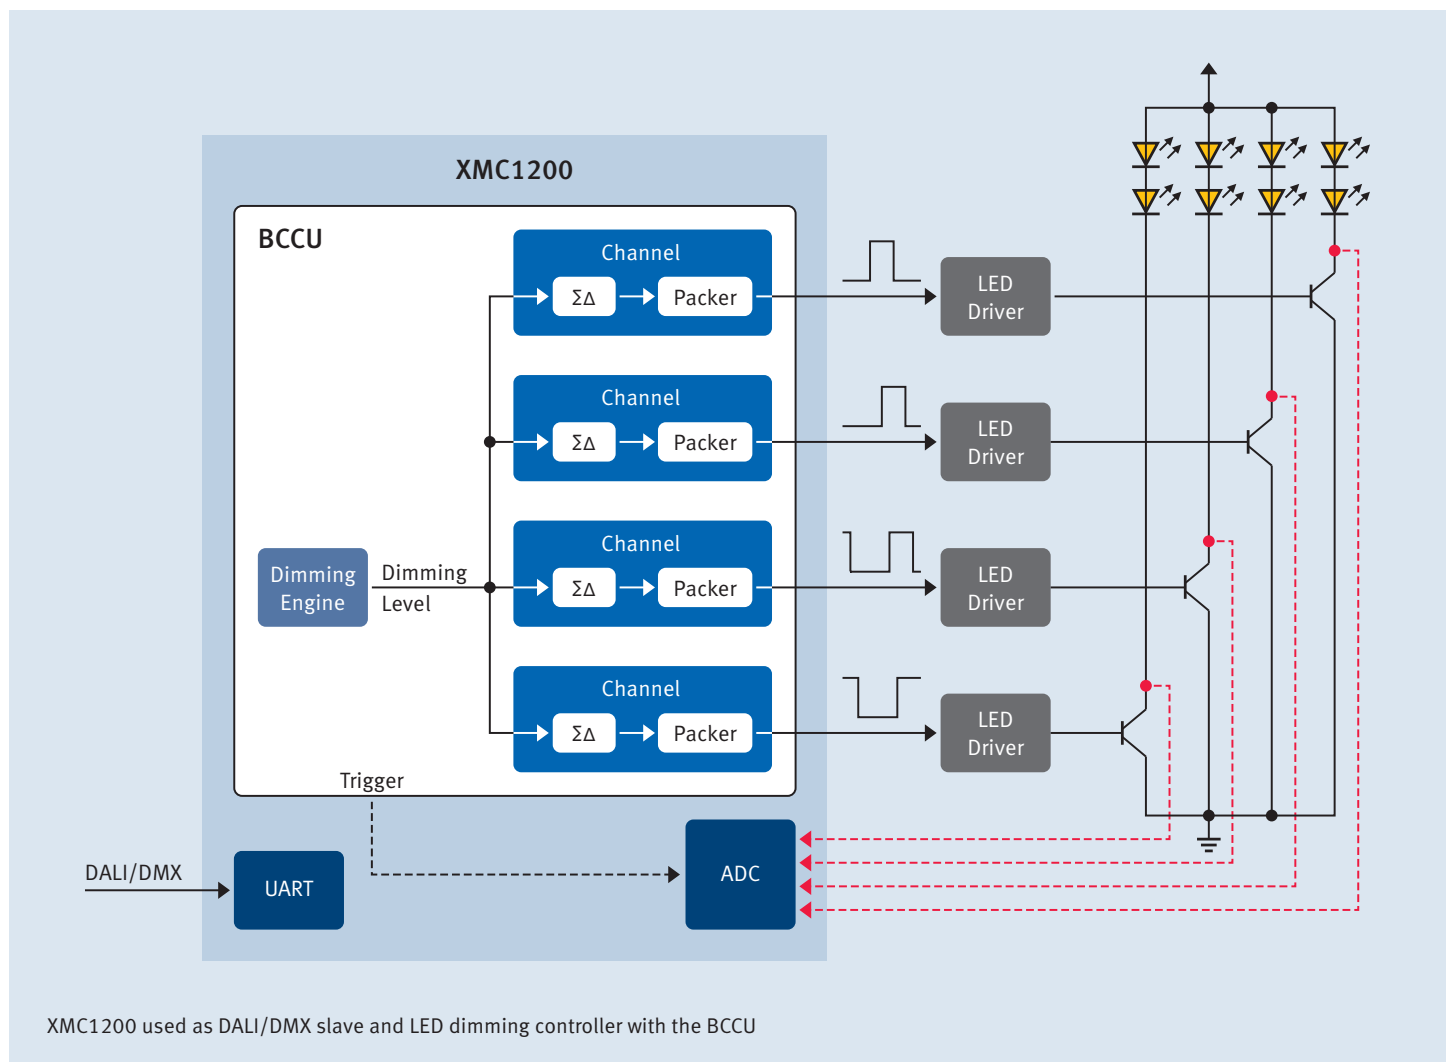 XMC1200
BCCU
Channel
ΣΔ
Packer
LED
Driver
Channel
ΣΔ
Packer
LED
Driver
Dimming
Engine
Dimming
Level
Channel
ΣΔ
Packer
LED
Driver
Channel
ΣΔ
Packer
LED
Driver
Trigger
DALI/DMX
UART
ADC
XMC1200 used as DALI/DMX slave and LED dimming controller with the BCCU